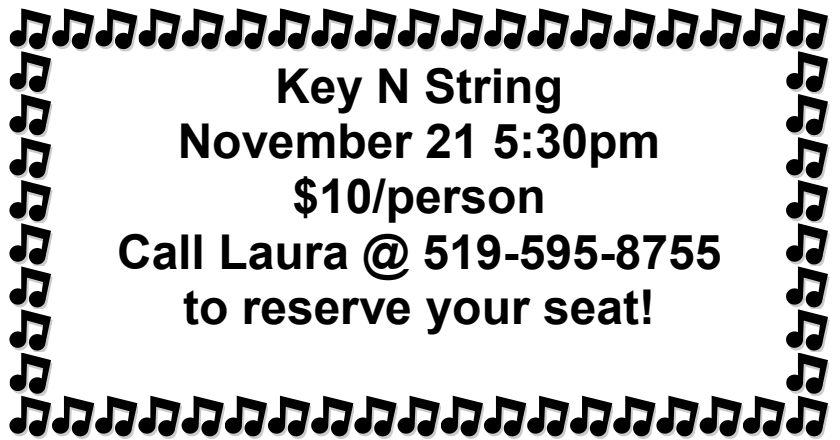 Key N String
November 21 5:30pm
$10/person
Call Laura @ 519-595-8755
to reserve your seat!